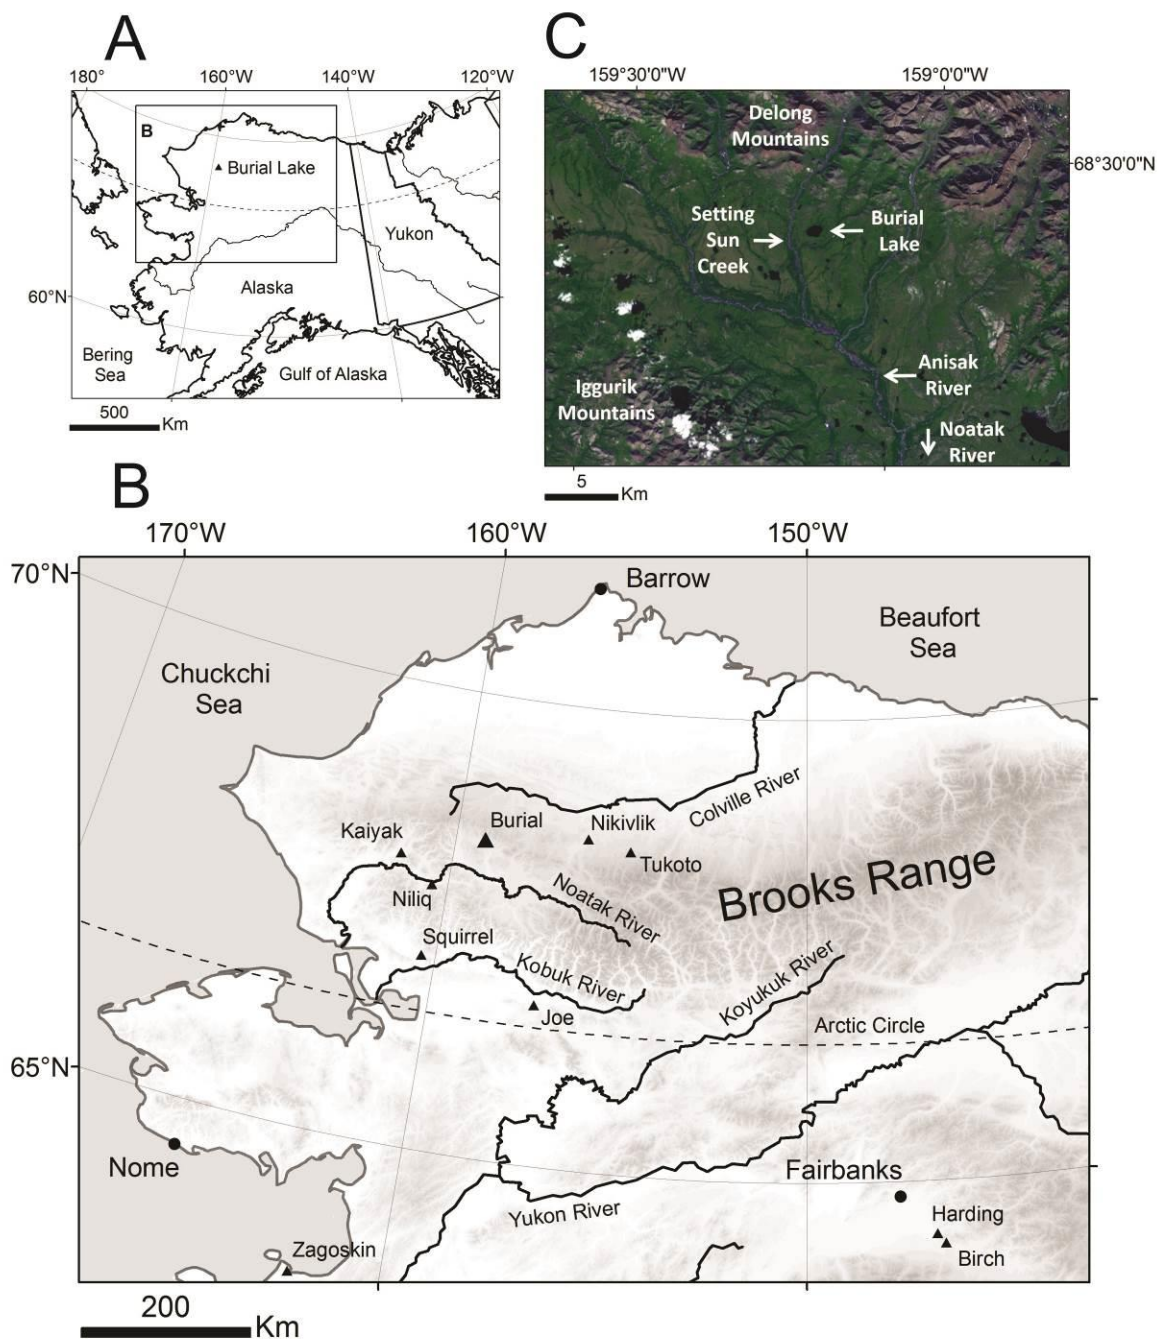 A
180°
160°W
140°W
120°W
B
Burial Lake
Yukon
60°N
Alaska
Bering
Sea
Gulf of Alaska
500
Km
C
159°30'0"W
159°0'0"W
Delong
Mountains
68°30'0"N
Setting
Sun
Creek
Burial
Lake
Anisak
River
Iggurik
Mountains
Noatak
River
5
Km
B
170°W
160°W
150°W
70°N
Barrow
Beaufort
Sea
Chuckchi
Sea
Colville River
Burial
Nikivlik
Kaiyak
Tukoto
Brooks Range
Niliq
Noatak River
Squirrel
Kobuk River
Koyukuk River
Joe
Arctic Circle
65°N
Nome
Fairbanks
Yukon River
Harding
Birch
Zagoskin
200
Km